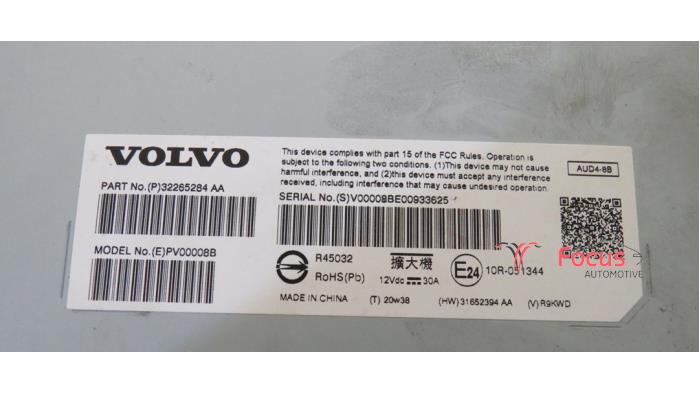 VOLVO
This device complies with part 15 of the FCC Rules. Operation is
subject to the following two conditions. (1)This device may not cause
harmful interference, and (2)this device must accept any interference
received, including interference that may cause undesired operation.
AUD4-8B
PART No.(P)32265284 AA
SERIAL No.(S)V00008BE00933625
MODEL No.(E)PV00008B
R45032
RoHS(Pb)
擴大機
12Vdc 30A
E24
10R-051344
MADE IN CHINA
(T) 20w38
(HW)31652394 AA
(V)R9KWD
Focus
AUTOMOTIVE